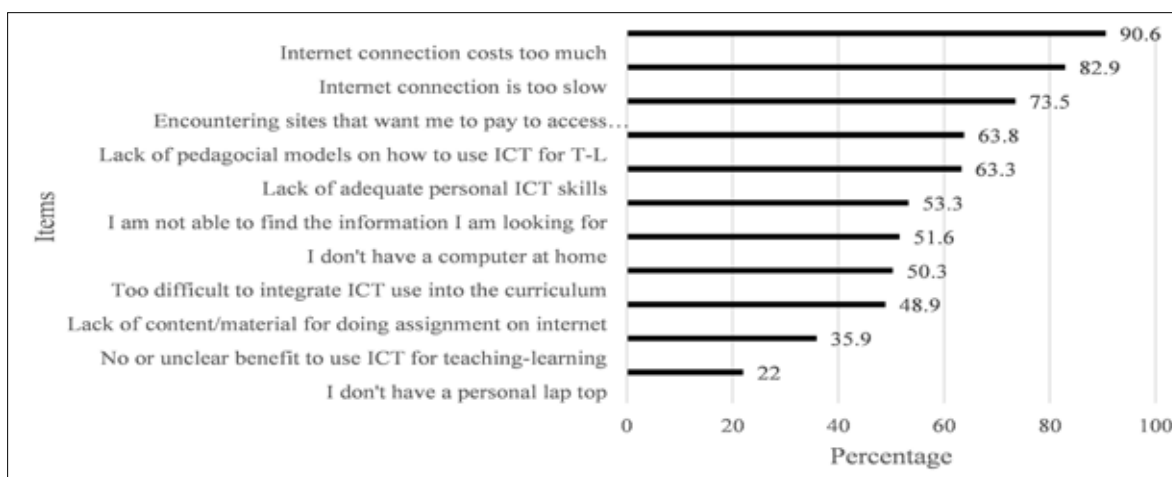 90.6
Internet connection costs too much
82.9
Internet connection is too slow
73.5
Encountering sites that want me to pay to access…
63.8
Lack of pedagocial models on how to use ICT for T-L
63.3
Lack of adequate personal ICT skills
53.3
I am not able to find the information I am looking for
51.6
I don't have a computer at home
50.3
Too difficult to integrate ICT use into the curriculum
48.9
Lack of content/material for doing assignment on internet
35.9
No or unclear benefit to use ICT for teaching-learning
22
I don't have a personal lap top
Items
0 20 40 60 80 100
Percentage